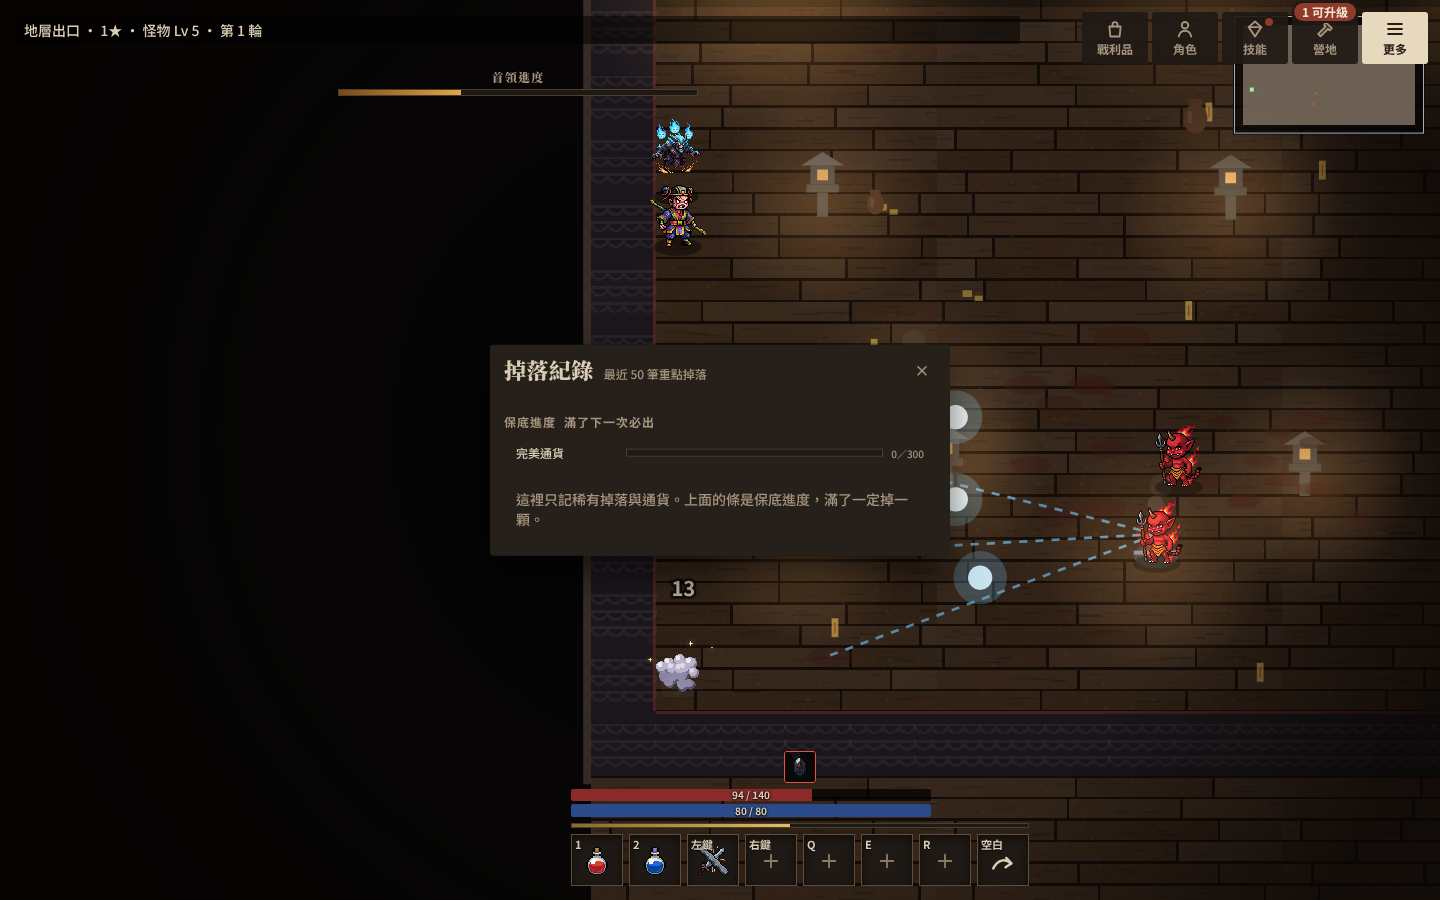 地層出口 · 1★ · 怪物 Lv 5 · 第 1 輪
1 可升級
戰利品
角色
技能
營地
更多
首領進度
掉落紀錄 最近 50 筆重點掉落
保底進度 滿了下一次必出
完美通貨 0／300
這裡只記稀有掉落與通貨。上面的條是保底進度，滿了一定掉一
顆。
13
94 / 140
80 / 80
1
2
左鍵
右鍵
Q
E
R
空白